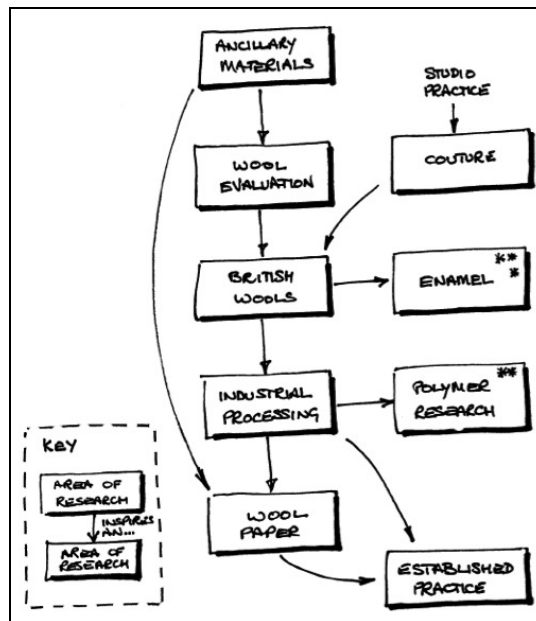 ANCILLARY
MATERIALS
STUDIO
PRACTICE
WOOL
EVALUATION
COUTURE
BRITISH
WOOLS
ENAMEL
**
*
INDUSTRIAL
PROCESSING
POLYMER
RESEARCH
**
KEY
AREA OF
RESEARCH
INSPIRES
AN...
AREA OF
RESEARCH
WOOL
PAPER
ESTABLISHED
PRACTICE